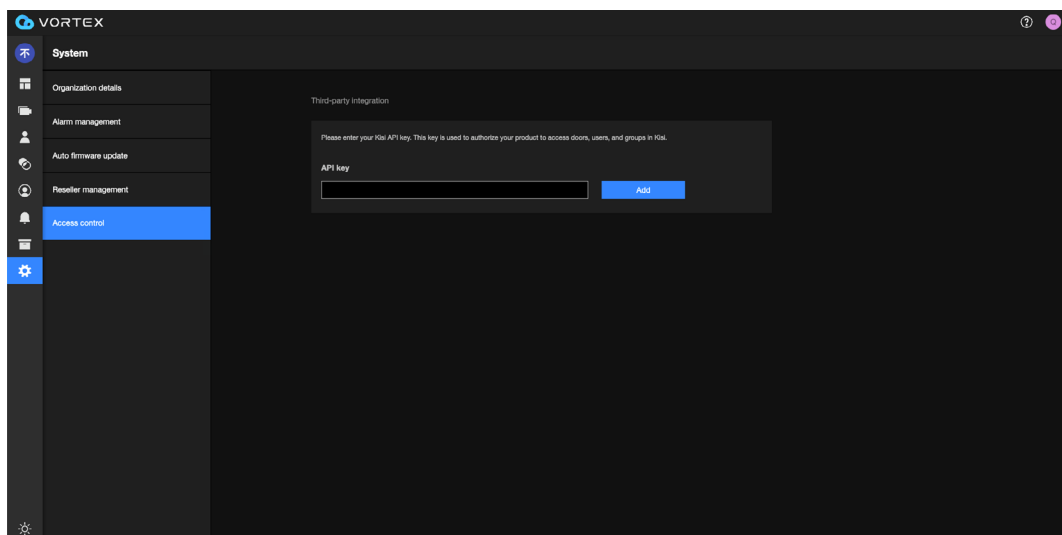 VORTEX
Q
System
Organization details
Alarm management
Auto firmware update
Reseller management
Access control
Third-party integration
Please enter your Kisi API key. This key is used to authorize your product to access doors, users, and groups in Kisi.
API key
Add